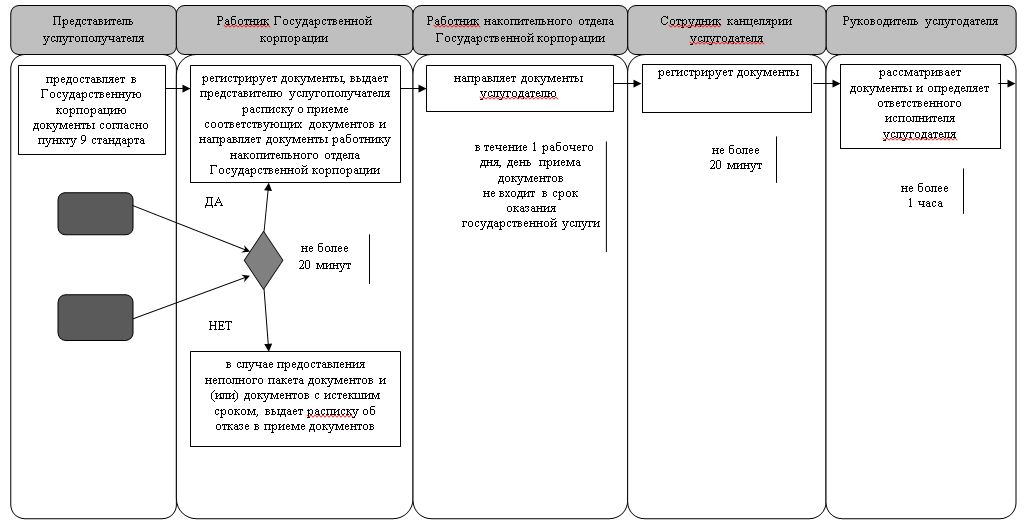 Представитель
услугополучателя
Работник Государственной
корпорации
Работник накопительного отдела
Государственной корпорации
Сотрудник канцелярии
услугодателя
Руководитель услугодателя
предоставляет в
Государственную
корпорацию
документы согласно
пункту 9 стандарта
регистрирует документы, выдает
представителю услугополучателя
расписку о приеме
соответствующих документов и
направляет документы работнику
накопительного отдела
Государственной корпорации
направляет документы
услугодателю
регистрирует документы
рассматривает
документы и определяет
ответственного
исполнителя
услугодателя
ДА
не более
20 минут
НЕТ
в случае предоставления
неполного пакета документов и
(или) документов с истекшим
сроком, выдает расписку об
отказе в приеме документов
в течение 1 рабочего
дня, день приема
документов
не входит в срок
оказания
государственной услуги
не более
20 минут
не более
1 часа